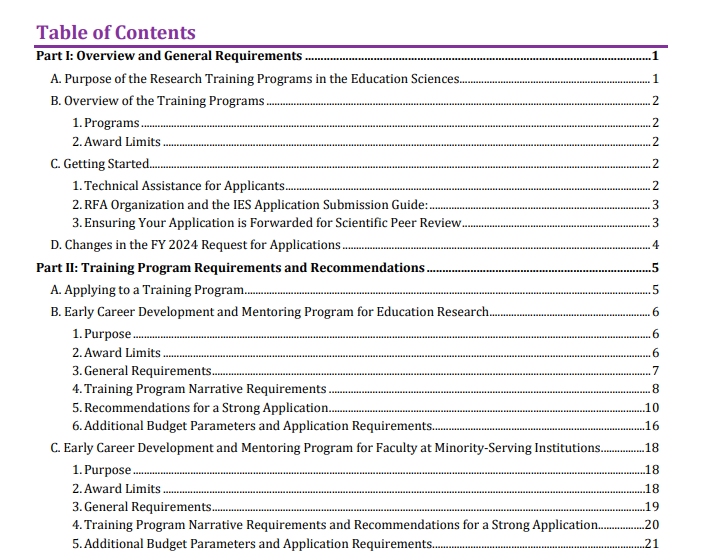 Table of Contents
Part I: Overview and General Requirements ........................................................................................................1
A. Purpose of the Research Training Programs in the Education Sciences.......................................................... 1
B. Overview of the Training Programs ................................................................................................................. 2
1. Programs ........................................................................................................................................................ 2
2. Award Limits ................................................................................................................................................. 2
C. Getting Started.................................................................................................................................................. 2
1. Technical Assistance for Applicants............................................................................................................... 2
2. RFA Organization and the IES Application Submission Guide: ..................................................................... 3
3. Ensuring Your Application is Forwarded for Scientific Peer Review.............................................................. 3
D. Changes in the FY 2024 Request for Applications ............................................................................................ 4
Part II: Training Program Requirements and Recommendations ....................................................................5
A. Applying to a Training Program........................................................................................................................ 5
B. Early Career Development and Mentoring Program for Education Research................................................... 6
1. Purpose .......................................................................................................................................................... 6
2. Award Limits ................................................................................................................................................. 6
3. General Requirements................................................................................................................................... 7
4. Training Program Narrative Requirements ................................................................................................... 8
5. Recommendations for a Strong Application.................................................................................................10
6. Additional Budget Parameters and Application Requirements.....................................................................16
C. Early Career Development and Mentoring Program for Faculty at Minority-Serving Institutions...............18
1. Purpose .........................................................................................................................................................18
2. Award Limits ................................................................................................................................................18
3. General Requirements..................................................................................................................................19
4. Training Program Narrative Requirements and Recommendations for a Strong Application.....................20
5. Additional Budget Parameters and Application Requirements.....................................................................21